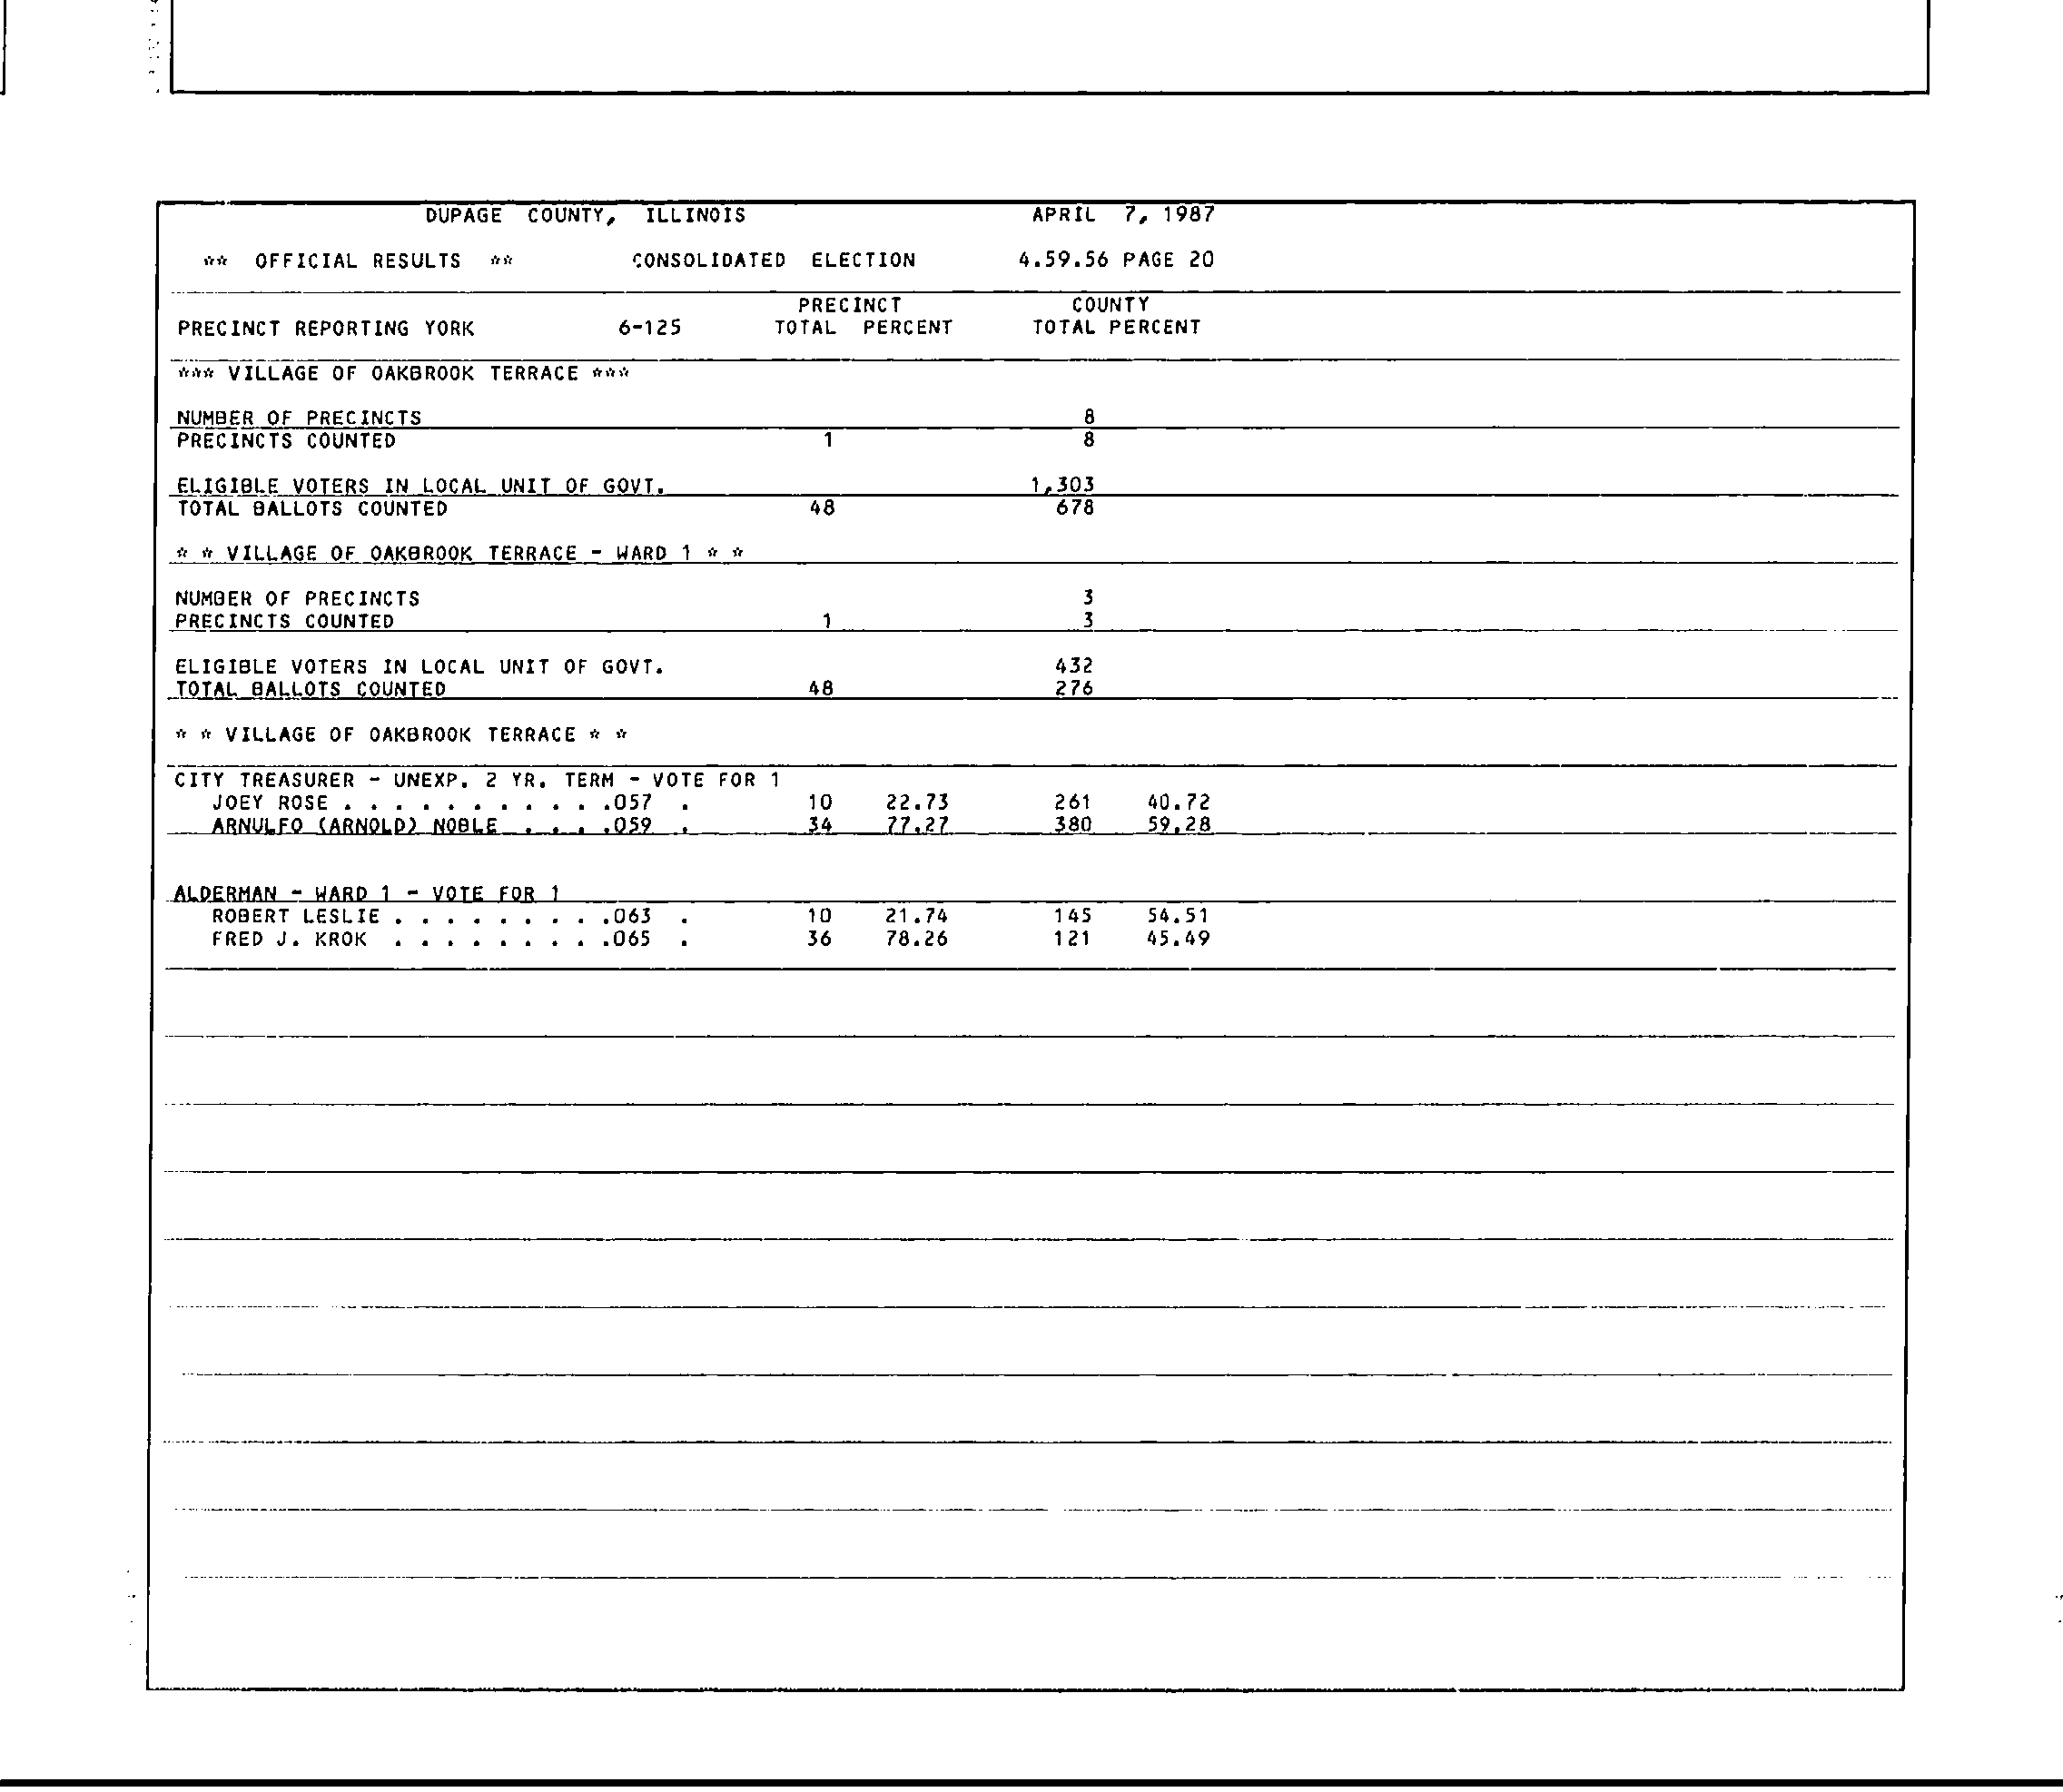 DUPAGE COUNTY, ILLINOIS APRIL 7, 1987
** OFFICIAL RESULTS ** CONSOLIDATED ELECTION 4.59.56 PAGE 20
PRECINCT COUNTY
PRECINCT REPORTING YORK 6-125 TOTAL PERCENT TOTAL PERCENT
*** VILLAGE OF OAKBROOK TERRACE ***
NUMBER OF PRECINCTS 8
PRECINCTS COUNTED 1 8
ELIGIBLE VOTERS IN LOCAL UNIT OF GOVT. 1,303
TOTAL BALLOTS COUNTED 48 678
* * VILLAGE OF OAKBROOK TERRACE - WARD 1 * *
NUMBER OF PRECINCTS 3
PRECINCTS COUNTED 1 3
ELIGIBLE VOTERS IN LOCAL UNIT OF GOVT. 432
TOTAL BALLOTS COUNTED 48 276
* * VILLAGE OF OAKBROOK TERRACE * *
CITY TREASURER - UNEXP. 2 YR. TERM - VOTE FOR 1
JOEY ROSE . . . . . . . . . . .057 . 10 22.73 261 40.72
ARNULFO (ARNOLD) NOBLE . . . .059 . 34 77.27 380 59.28
ALDERMAN - WARD 1 - VOTE FOR 1
ROBERT LESLIE . . . . . . . . .063 . 10 21.74 145 54.51
FRED J. KROK . . . . . . . . .065 . 36 78.26 121 45.49